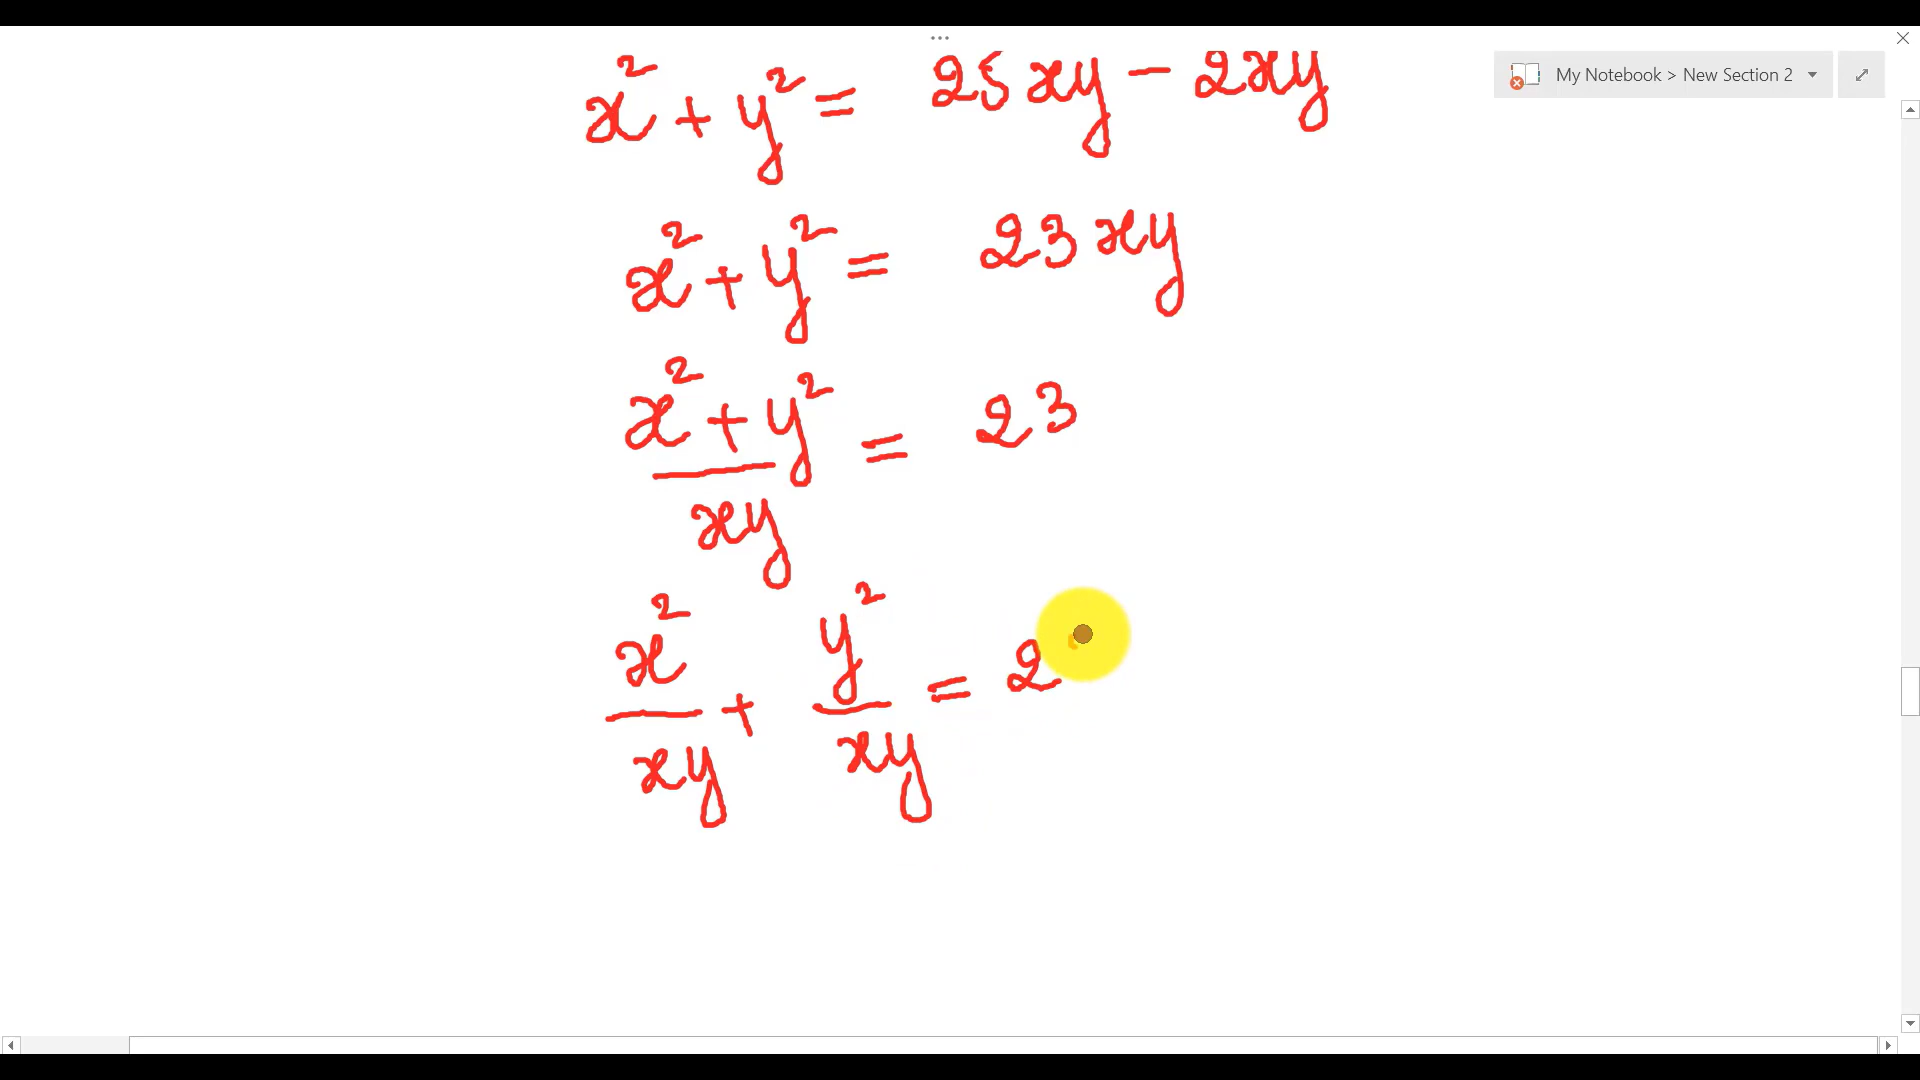 My Notebook > New Section 2
x² + y² = 25xy - 2xy
x² + y² = 23xy
x² + y² / xy = 23
x² / xy + y² / xy = 2